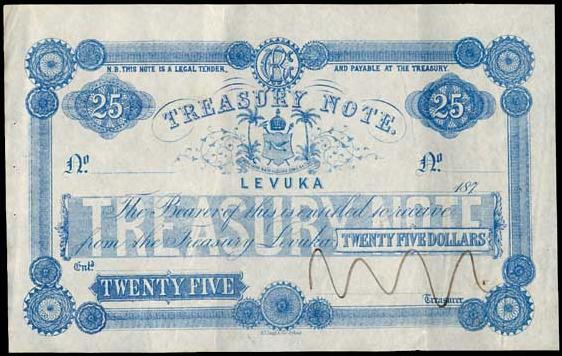 N.B. THIS NOTE IS A LEGAL TENDER, AND PAYABLE AT THE TREASURY.
CR
25 TREASURY NOTE. 25
No. No.
LEVUKA
187
TREASURY NOTE
The Bearer of this is entitled to receive
from the Treasury Levuka TWENTY FIVE DOLLARS
Entd.
TWENTY FIVE
Treasurer